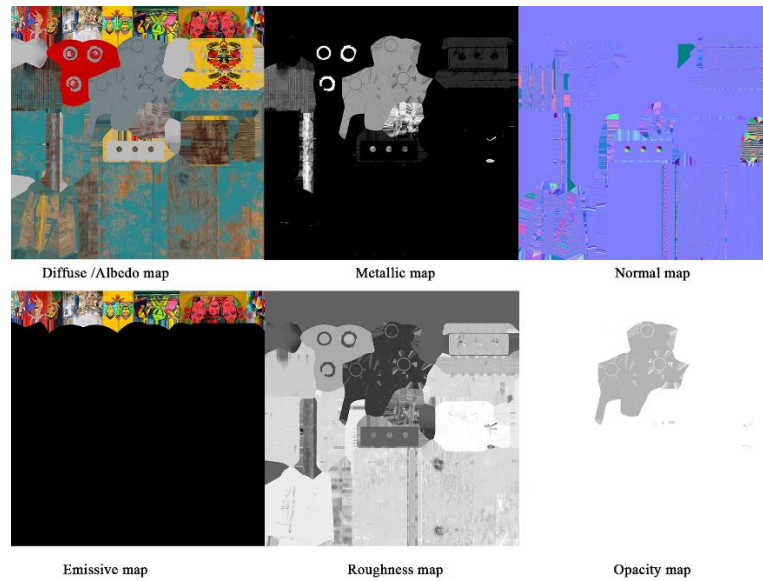 Diffuse /Albedo map
Metallic map
Normal map
Emissive map
Roughness map
Opacity map